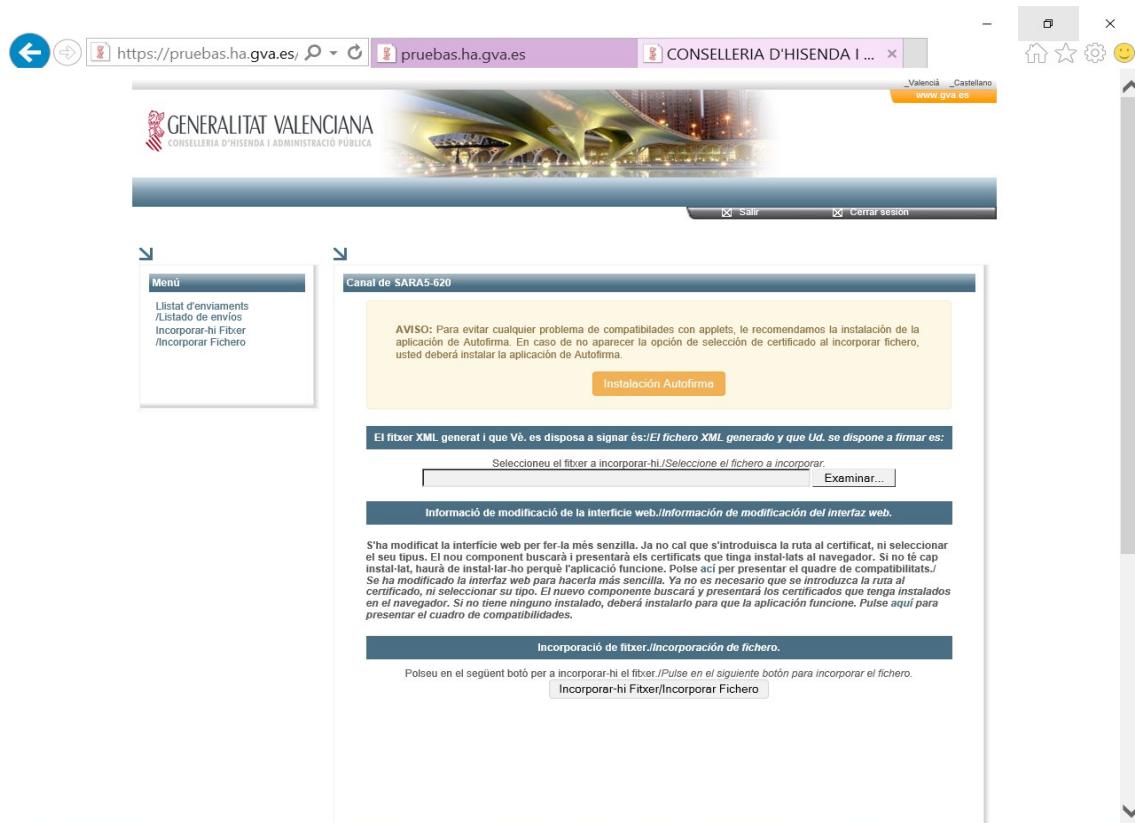 https://pruebas.ha.gva.es/
pruebas.ha.gva.es
CONSELLERIA D'HISENDA I ...
_Valencià _Castellano
www.gva.es
GENERALITAT VALENCIANA
CONSELLERIA D'HISENDA I ADMINISTRACIÓ PÚBLICA
Salir Cerrar sesión
Menú
Llistat d'enviaments
/Listado de envíos
Incorporar-hi Fitxer
/Incorporar Fichero
Canal de SARA5-620
AVISO: Para evitar cualquier problema de compatibilades con applets, le recomendamos la instalación de la
aplicación de Autofirma. En caso de no aparecer la opción de selección de certificado al incorporar fichero,
usted deberá instalar la aplicación de Autofirma.
Instalación Autofirma
El fitxer XML generat i que Vè. es disposa a signar és:/El fichero XML generado y que Ud. se dispone a firmar es:
Seleccioneu el fitxer a incorporar-hi./Seleccione el fichero a incorporar.
Examinar...
Informació de modificació de la interfície web./Información de modificación del interfaz web.
S'ha modificat la interfície web per fer-la més senzilla. Ja no cal que s'introduïsca la ruta al certificat, ni seleccionar
el seu tipus. El nou component buscarà i presentarà els certificats que tinga instal-lats al navegador. Si no té cap
instal-lat, haurà de instal-lar-ho perquè l'aplicació funcione. Polse ací per presentar el quadre de compatibilitats./
Se ha modificado la interfaz web para hacerla más sencilla. Ya no es necesario que se introduzca la ruta al
certificado, ni seleccionar su tipo. El nuevo componente buscará y presentará los certificados que tenga instalados
en el navegador. Si no tiene ninguno instalado, deberá instalarlo para que la aplicación funcione. Pulse aquí para
presentar el cuadro de compatibilidades.
Incorporació de fitxer./Incorporación de fichero.
Polseu en el següent botó per a incorporar-hi el fitxer./Pulse en el siguiente botón para incorporar el fichero.
Incorporar-hi Fitxer/Incorporar Fichero